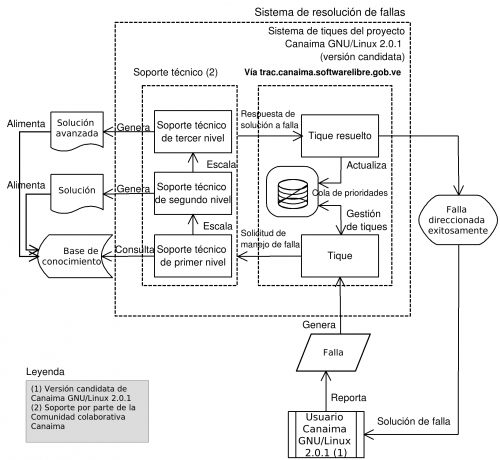 Sistema de resolución de fallas
Sistema de tiques del proyecto
Canaima GNU/Linux 2.0.1
(versión candidata)
Soporte técnico (2)
Vía trac.canaima.softwarelibre.gob.ve
Alimenta
Solución
avanzada
Genera
Soporte técnico
de tercer nivel
Respuesta de
solución a falla
Tique resuelto
Escala
Actualiza
Alimenta
Solución
Genera
Soporte técnico
de segundo nivel
Cola de prioridades
Falla
direccionada
exitosamente
Escala
Gestión
de tiques
Base de
conocimiento
Consulta
Soporte técnico
de primer nivel
Solicitud de
manejo de falla
Tique
Genera
Falla
Leyenda
(1) Versión candidata de
Canaima GNU/Linux 2.0.1
(2) Soporte por parte de la
Comunidad colaborativa
Canaima
Reporta
Usuario
Canaima
GNU/Linux
2.0.1 (1)
Solución de falla